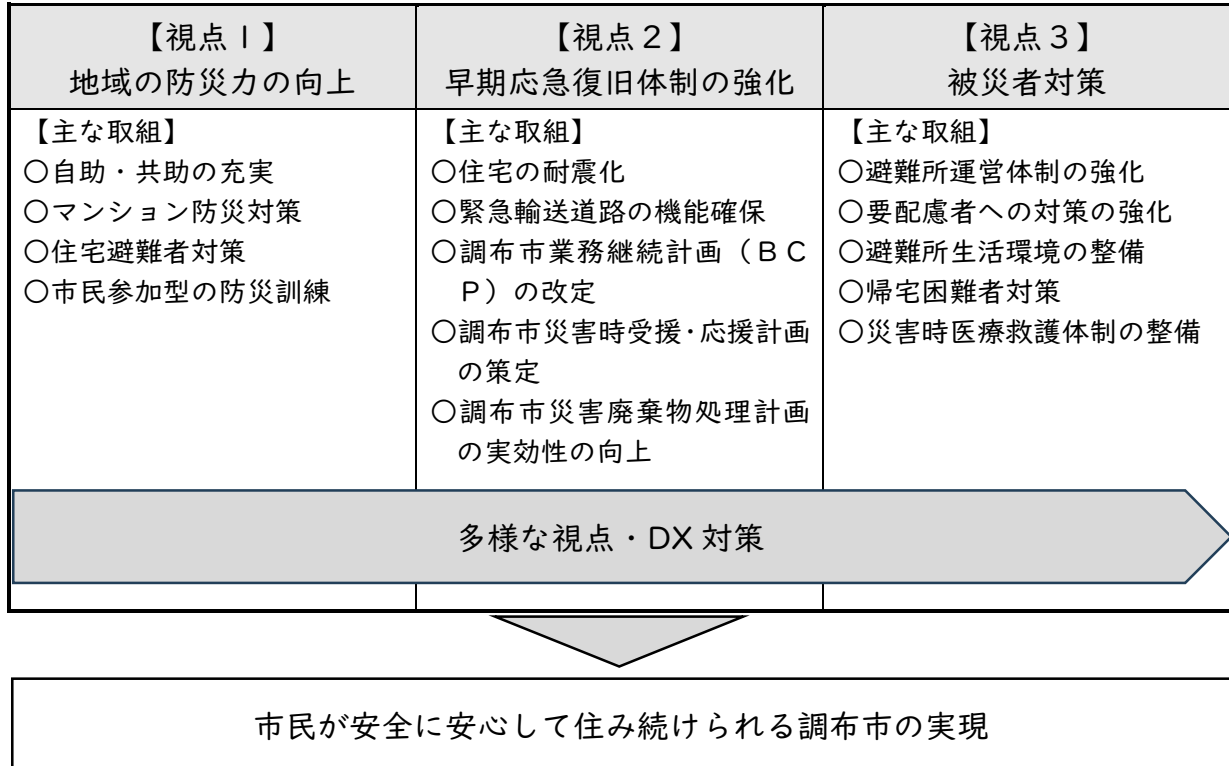 【視点１】
地域の防災力の向上
【主な取組】
○自助・共助の充実
○マンション防災対策
○住宅避難者対策
○市民参加型の防災訓練
【視点２】
早期応急復旧体制の強化
【主な取組】
○住宅の耐震化
○緊急輸送道路の機能確保
○調布市業務継続計画（ＢＣ
Ｐ）の改定
○調布市災害時受援・応援計画
の策定
○調布市災害廃棄物処理計画
の実効性の向上
【視点３】
被災者対策
【主な取組】
○避難所運営体制の強化
○要配慮者への対策の強化
○避難所生活環境の整備
○帰宅困難者対策
○災害時医療救護体制の整備
多様な視点・DX 対策
市民が安全に安心して住み続けられる調布市の実現